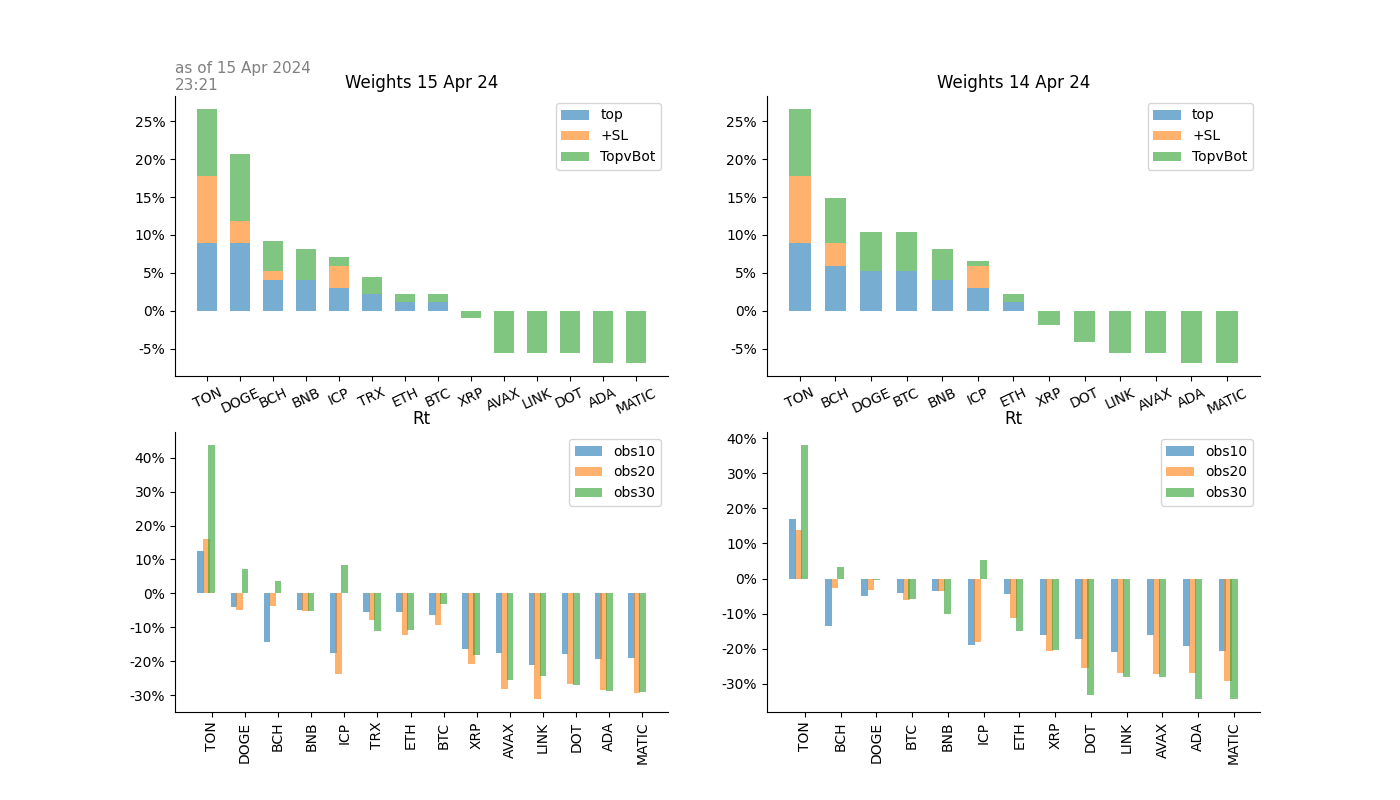 as of 15 Apr 2024
23:21
Weights 15 Apr 24
25%
20%
15%
10%
5%
0%
-5%
top
+SL
TopvBot
TON DOGE BCH BNB ICP TRX ETH BTC XRP AVAX LINK DOT ADA MATIC
Weights 14 Apr 24
25%
20%
15%
10%
5%
0%
-5%
top
+SL
TopvBot
TON BCH DOGE BTC BNB ICP ETH XRP DOT LINK AVAX ADA MATIC
Rt
40%
30%
20%
10%
0%
-10%
-20%
-30%
obs10
obs20
obs30
TON DOGE BCH BNB ICP TRX ETH BTC XRP AVAX LINK DOT ADA MATIC
Rt
40%
30%
20%
10%
0%
-10%
-20%
-30%
obs10
obs20
obs30
TON BCH DOGE BTC BNB ICP ETH XRP DOT LINK AVAX ADA MATIC